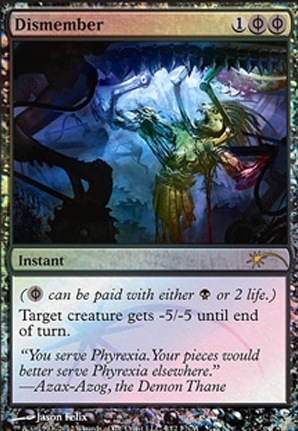 Dismember 1
Instant
( can be paid with either or 2 life.)
Target creature gets -5/-5 until end
of turn.
"You serve Phyrexia. Your pieces would
better serve Phyrexia elsewhere."
—Azax-Azog, the Demon Thane
Jason Felix